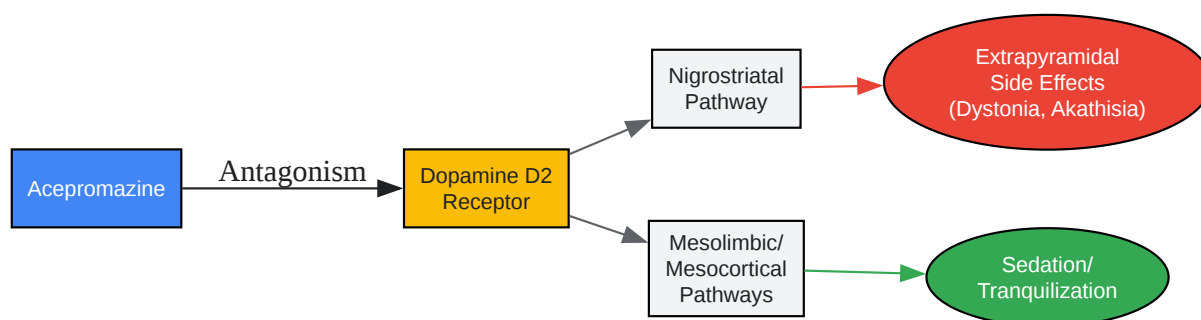 Acepromazine
Antagonism
Dopamine D2
Receptor
Nigrostriatal
Pathway
Extrapyramidal
Side Effects
(Dystonia, Akathisia)
Mesolimbic/
Mesocortical
Pathways
Sedation/
Tranquilization